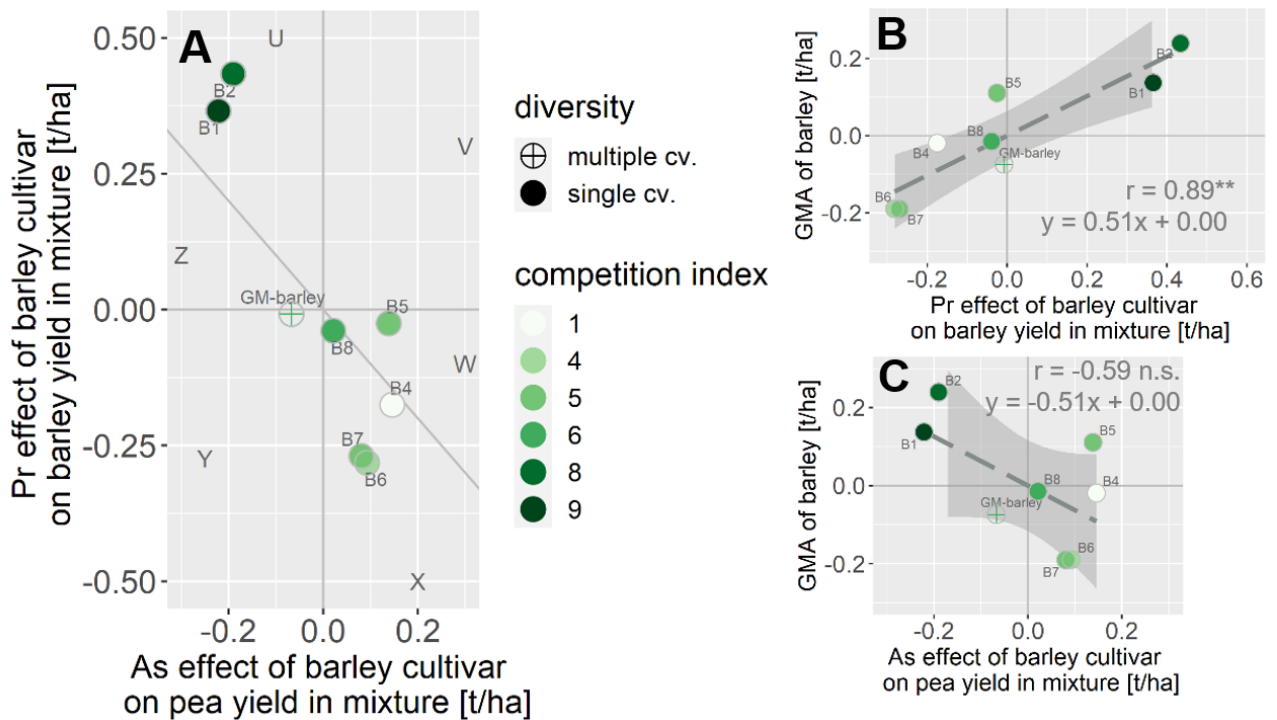 A
Pr effect of barley cultivar
on barley yield in mixture [t/ha]
0.50
0.25
0.00
-0.25
-0.50
U
V
Z
W
Y
X
B2
B1
GM-barley
B5
B8
B4
B7
B6
-0.2
0.0
0.2
As effect of barley cultivar
on pea yield in mixture [t/ha]
diversity
multiple cv.
single cv.
competition index
1
4
5
6
8
9
B
GMA of barley [t/ha]
0.2
0.0
-0.2
B2
B1
B5
B8
B4
GM-barley
B6
B7
r = 0.89**
y = 0.51x + 0.00
-0.2
0.0
0.2
0.4
0.6
Pr effect of barley cultivar
on barley yield in mixture [t/ha]
C
GMA of barley [t/ha]
0.2
0.0
-0.2
r = -0.59 n.s.
y = -0.51x + 0.00
B2
B1
B5
B8
B4
GM-barley
B6
B7
-0.2
0.0
0.2
As effect of barley cultivar
on pea yield in mixture [t/ha]